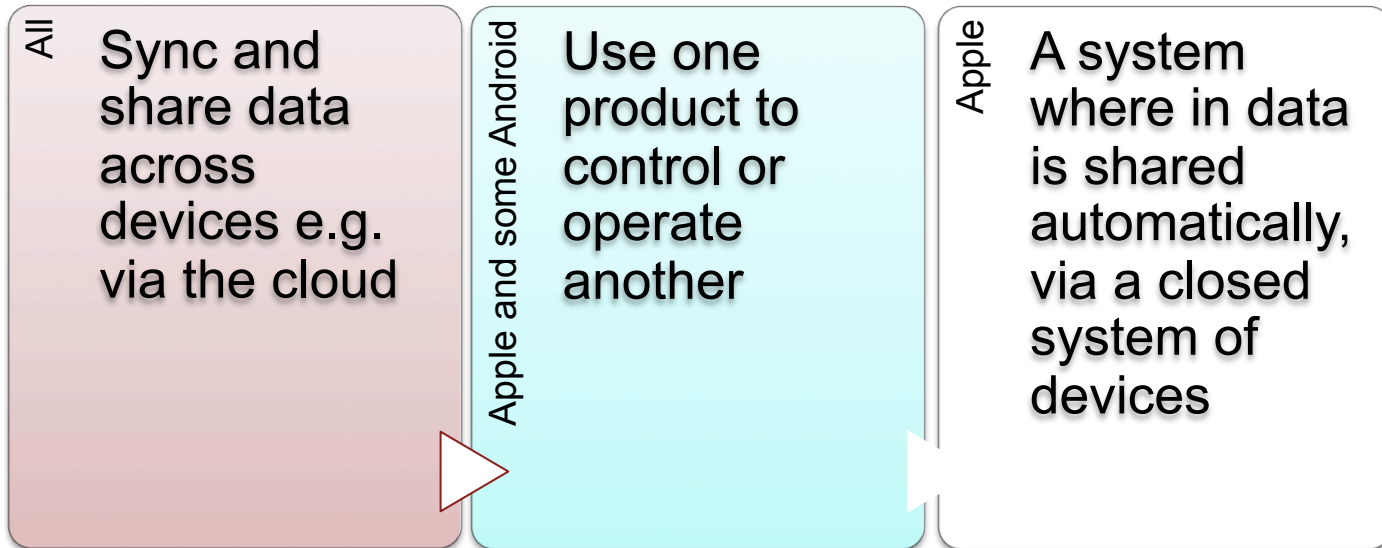 All
Sync and
share data
across
devices e.g.
via the cloud
Apple and some Android
Use one
product to
control or
operate
another
Apple
A system
where in data
is shared
automatically,
via a closed
system of
devices